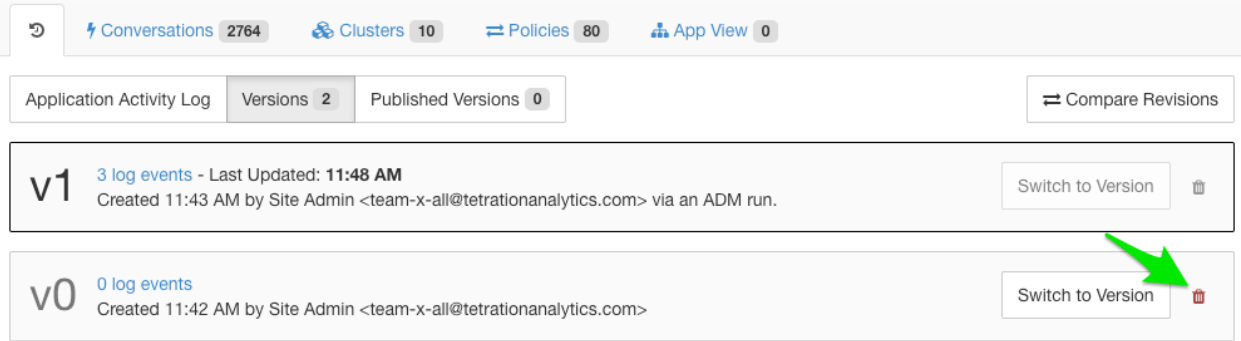 Conversations 2764 Clusters 10 Policies 80 App View 0
Application Activity Log Versions 2 Published Versions 0 Compare Revisions
v1 3 log events - Last Updated: 11:48 AM Switch to Version
Created 11:43 AM by Site Admin <team-x-all@tetrationanalytics.com> via an ADM run.
v0 0 log events Switch to Version
Created 11:42 AM by Site Admin <team-x-all@tetrationanalytics.com>